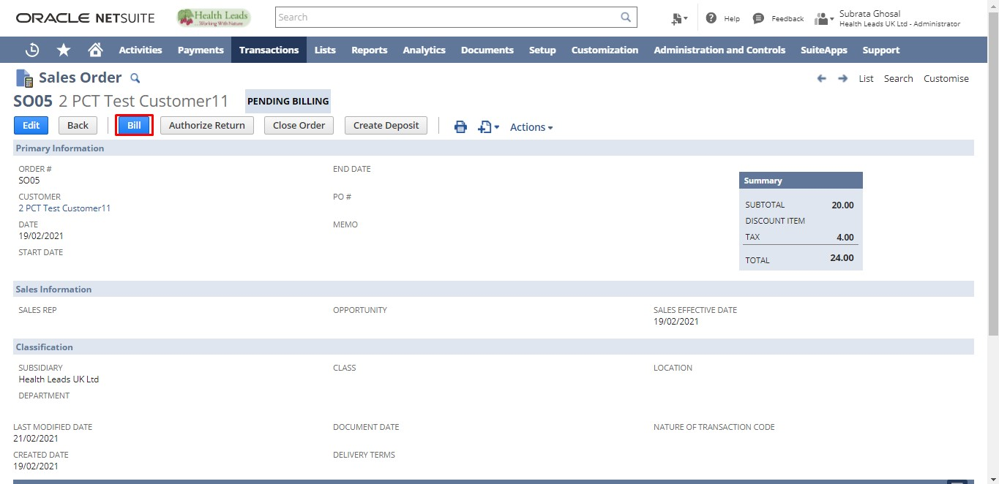 ORACLE NETSUITE
Health Leads
...Working With Nature
Search
Help
Feedback
Subrata Ghosal
Health Leads UK Ltd - Administrator
Activities
Payments
Transactions
Lists
Reports
Analytics
Documents
Setup
Customization
Administration and Controls
SuiteApps
Support
Sales Order
List
Search
Customise
SO05 2 PCT Test Customer11
PENDING BILLING
Edit
Back
Bill
Authorize Return
Close Order
Create Deposit
Actions
Primary Information
ORDER #
SO05
CUSTOMER
2 PCT Test Customer11
DATE
19/02/2021
START DATE
END DATE
PO #
MEMO
Summary
SUBTOTAL 20.00
DISCOUNT ITEM
TAX 4.00
TOTAL 24.00
Sales Information
SALES REP
OPPORTUNITY
SALES EFFECTIVE DATE
19/02/2021
Classification
SUBSIDIARY
Health Leads UK Ltd
DEPARTMENT
CLASS
LOCATION
LAST MODIFIED DATE
21/02/2021
CREATED DATE
19/02/2021
DOCUMENT DATE
DELIVERY TERMS
NATURE OF TRANSACTION CODE